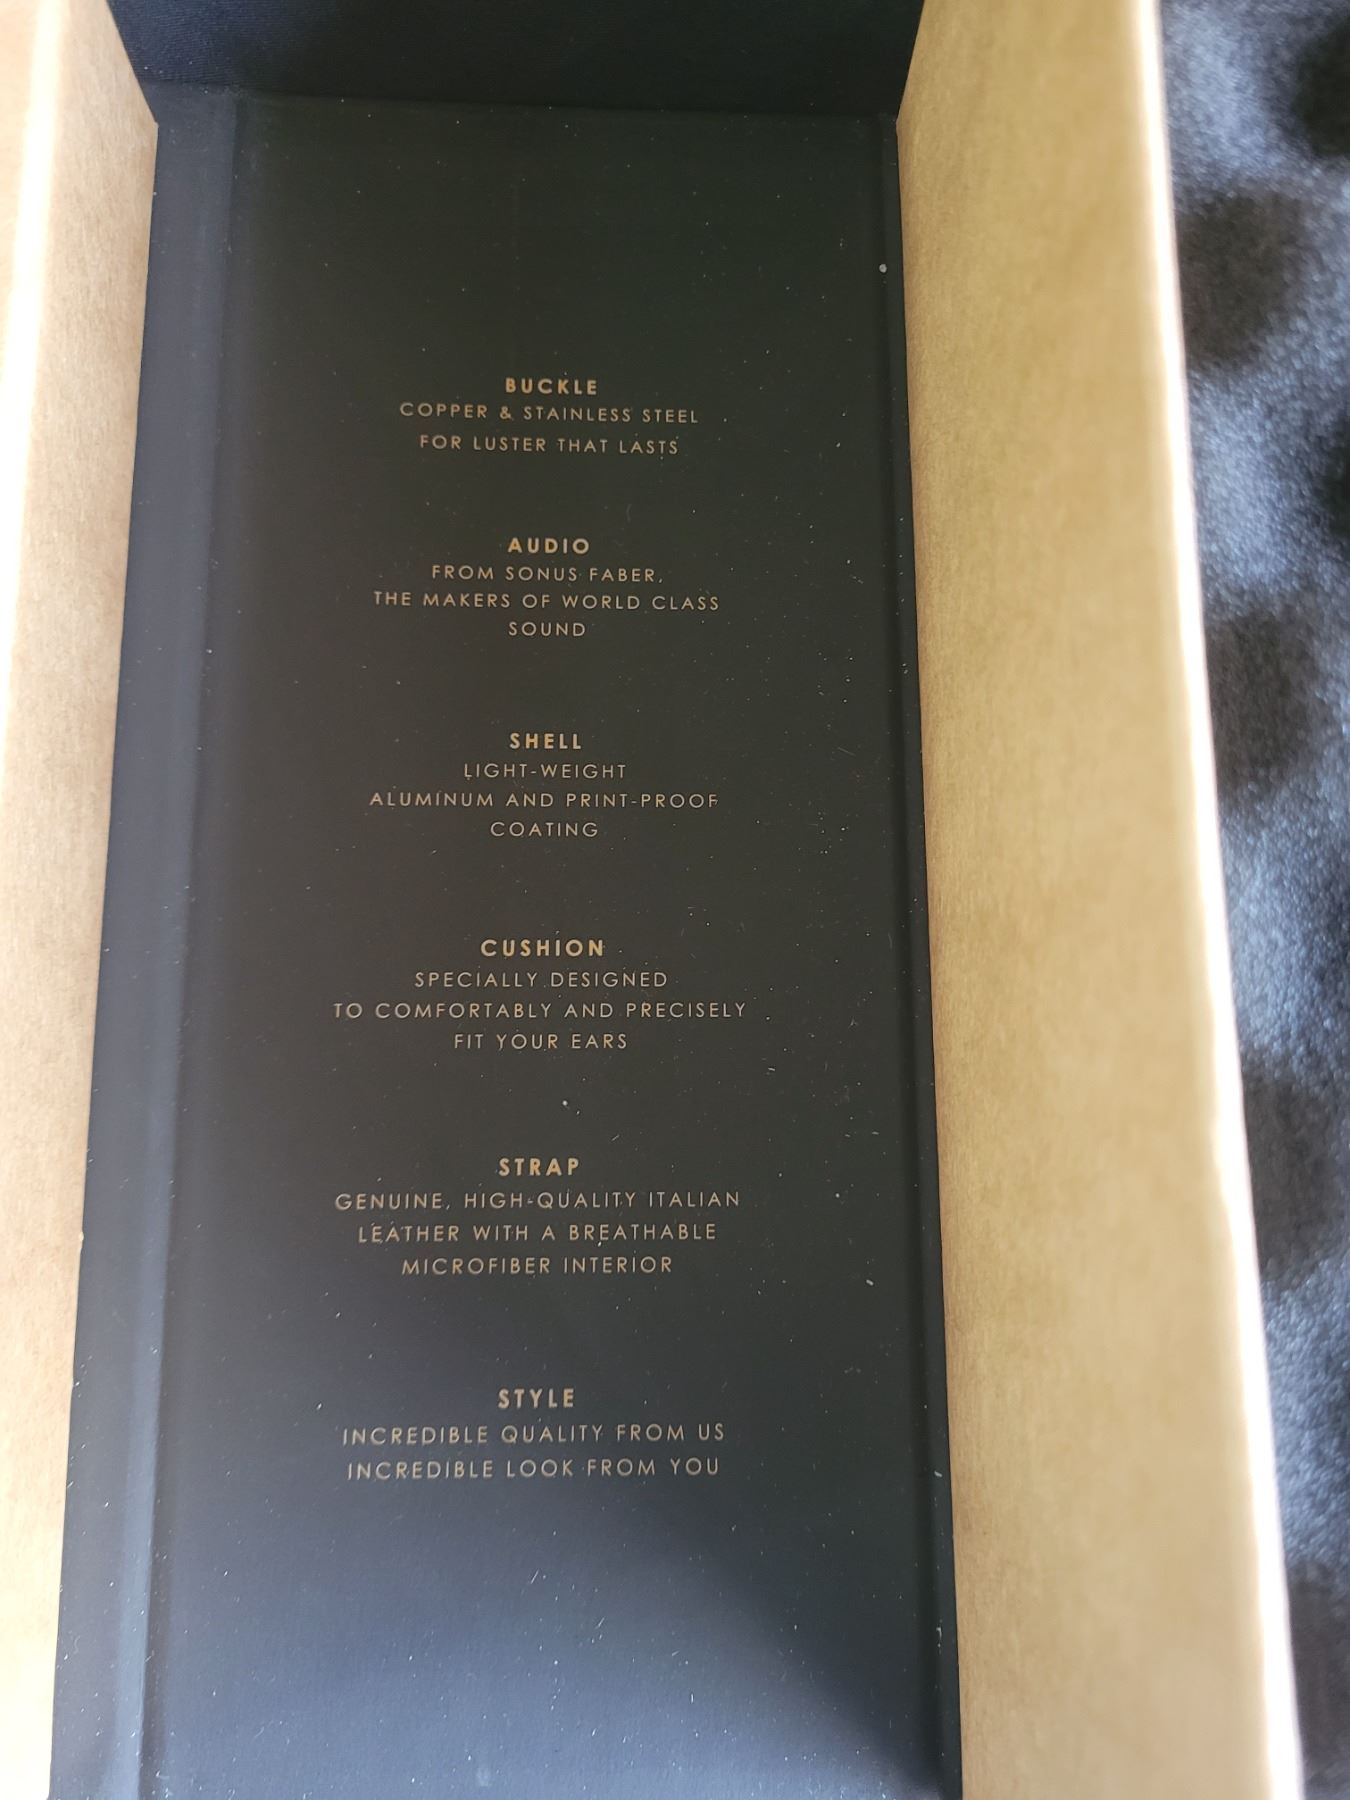 BUCKLE
COPPER & STAINLESS STEEL
FOR LUSTER THAT LASTS
AUDIO
FROM SONUS FABER,
THE MAKERS OF WORLD CLASS
SOUND
SHELL
LIGHT-WEIGHT
ALUMINUM AND PRINT-PROOF
COATING
CUSHION
SPECIALLY DESIGNED
TO COMFORTABLY AND PRECISELY
FIT YOUR EARS
STRAP
GENUINE, HIGH-QUALITY ITALIAN
LEATHER WITH A BREATHABLE
MICROFIBER INTERIOR
STYLE
INCREDIBLE QUALITY FROM US
INCREDIBLE LOOK FROM YOU